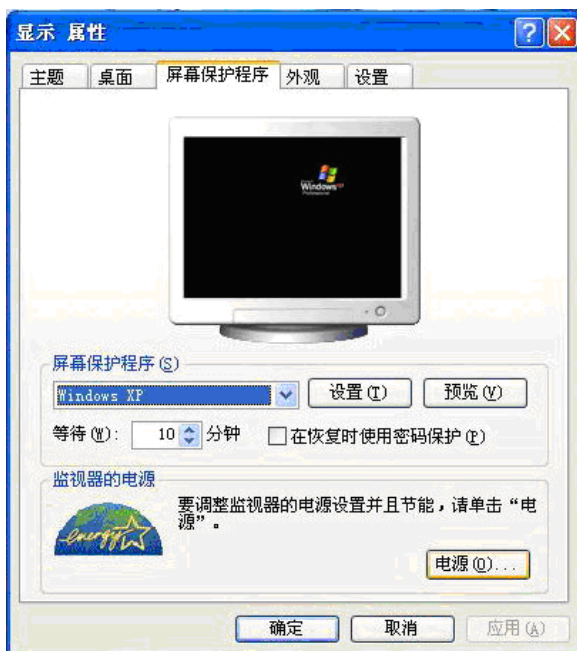 显示 属性
主题 桌面 屏幕保护程序 外观 设置
Windows xp
屏幕保护程序(S)
Windows XP 设置(T) 预览(V)
等待(W): 10 分钟 在恢复时使用密码保护(P)
监视器的电源
要调整监视器的电源设置并且节能，请单击“电
源”。
energy
电源(O)...
确定 取消 应用(A)